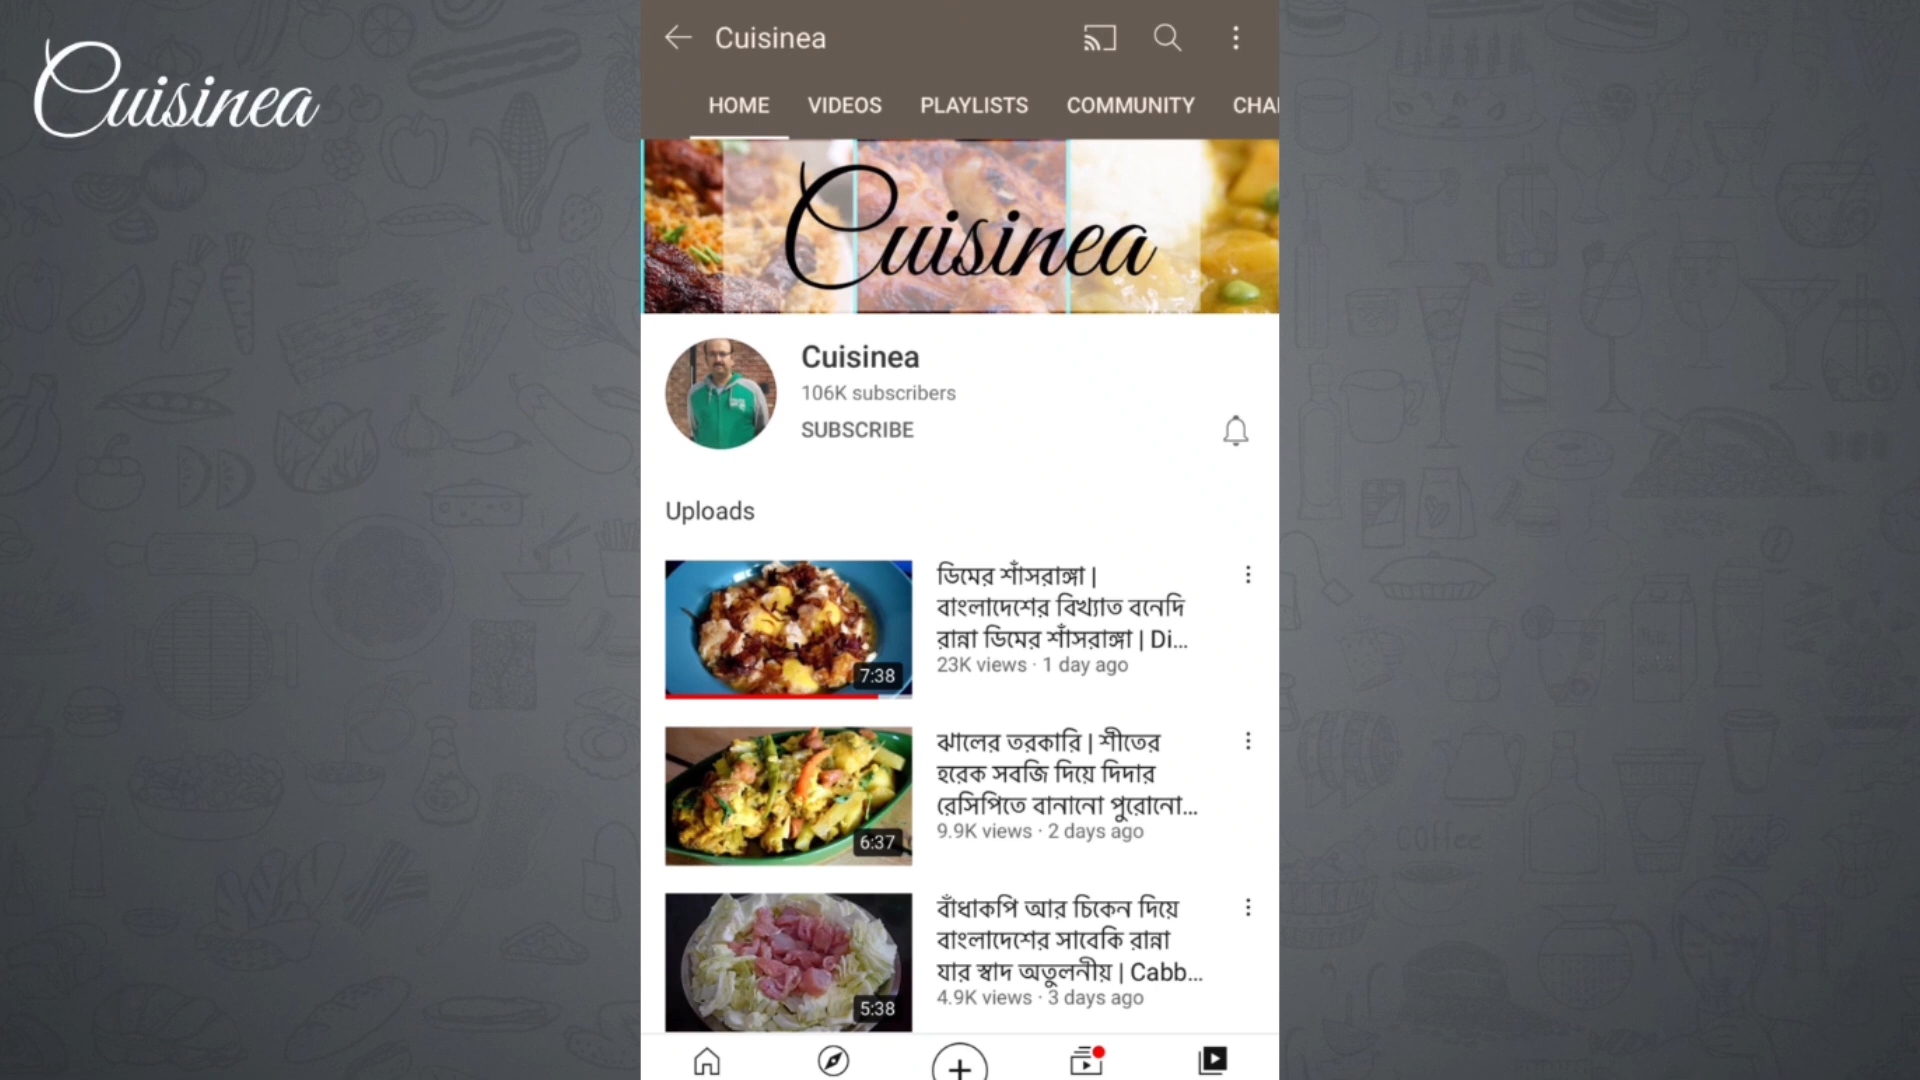 Cuisinea
Cuisinea
HOME VIDEOS PLAYLISTS COMMUNITY CHA
Cuisinea
Cuisinea
106K subscribers
SUBSCRIBE
Uploads
ডিমের শাঁসরাঙ্গা |
বাংলাদেশের বিখ্যাত বনেদি
রান্না ডিমের শাঁসরাঙ্গা | Di...
23K views · 1 day ago
7:38
ঝালের তরকারি | শীতের
হরেক সবজি দিয়ে দিদার
রেসিপিতে বানানো পুরোনো...
9.9K views · 2 days ago
6:37
বাঁধাকপি আর চিকেন দিয়ে
বাংলাদেশের সাবেকি রান্না
যার স্বাদ অতুলনীয় | Cabb...
4.9K views · 3 days ago
5:38
COFFEE